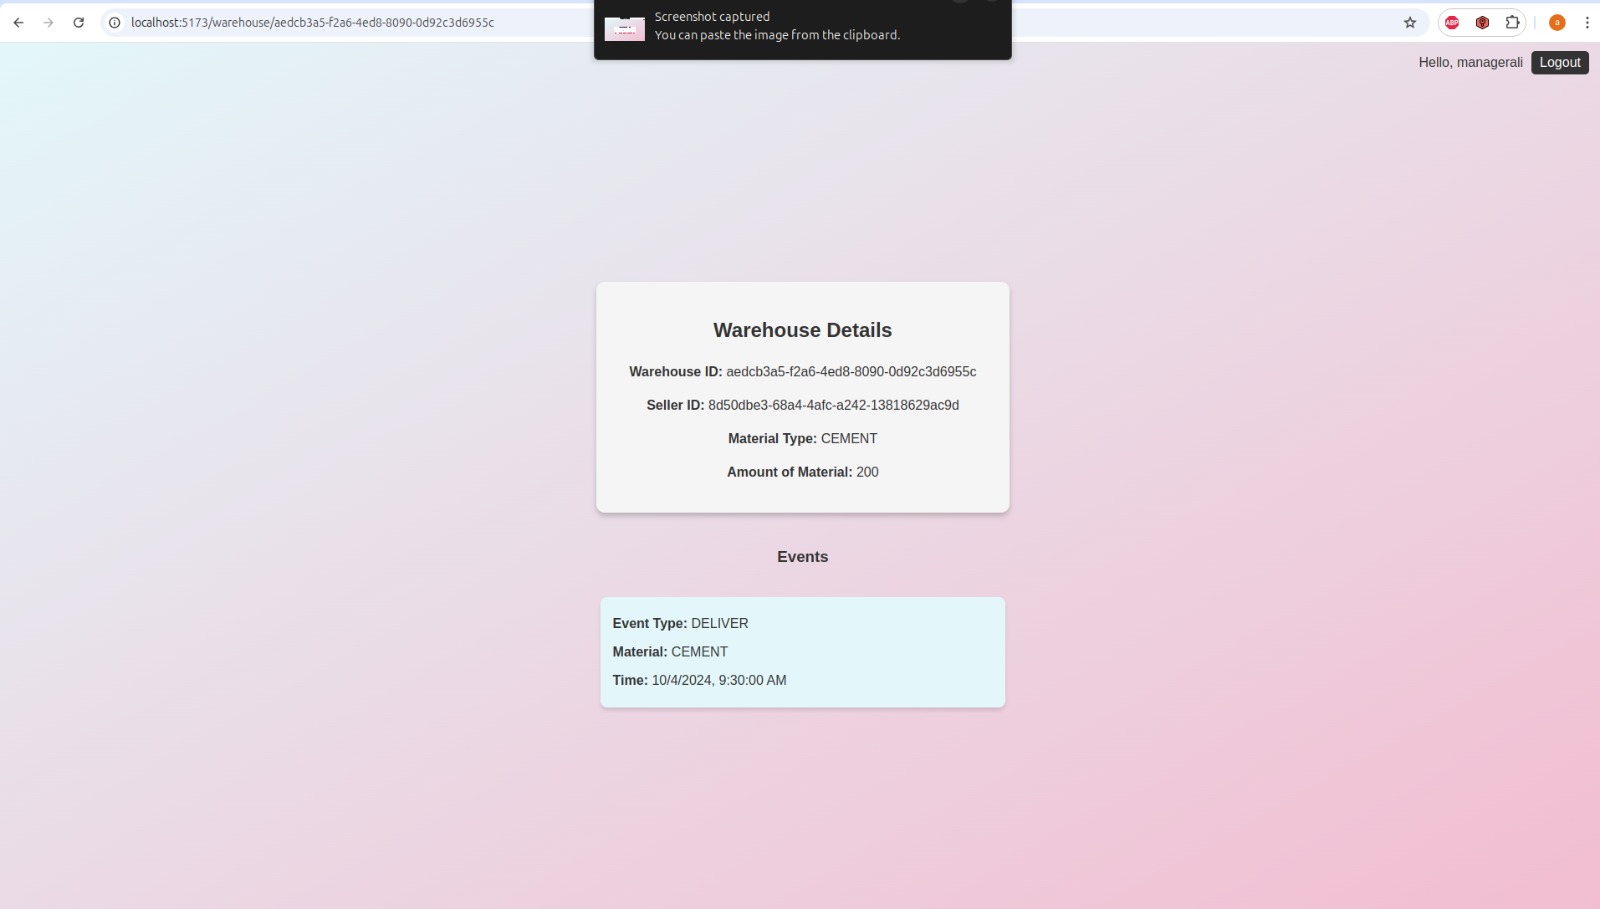 localhost:5173/warehouse/aedcb3a5-f2a6-4ed8-8090-0d92c3d6955c
Screenshot captured
You can paste the image from the clipboard.
ABP
a
Hello, managerali
Logout
Warehouse Details
Warehouse ID: aedcb3a5-f2a6-4ed8-8090-0d92c3d6955c
Seller ID: 8d50dbe3-68a4-4afc-a242-13818629ac9d
Material Type: CEMENT
Amount of Material: 200
Events
Event Type: DELIVER
Material: CEMENT
Time: 10/4/2024, 9:30:00 AM